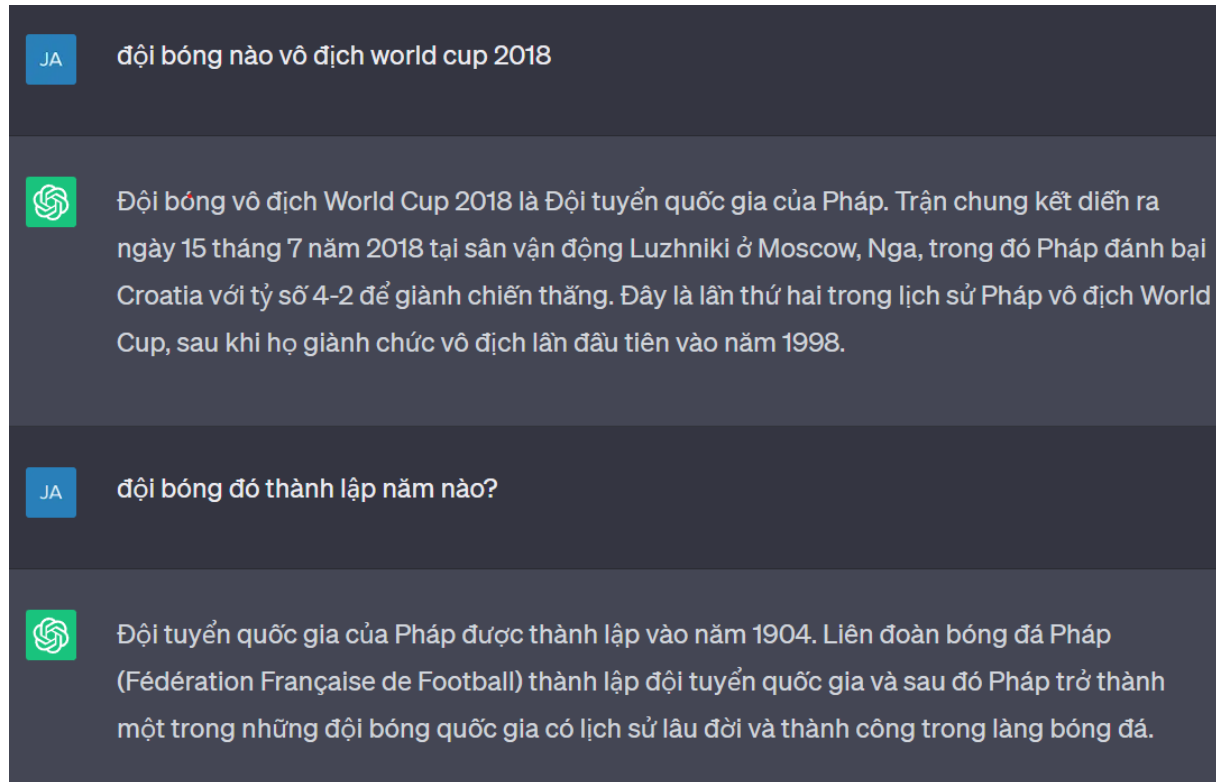 JA
đội bóng nào vô địch world cup 2018
Đội bóng vô địch World Cup 2018 là Đội tuyển quốc gia của Pháp. Trận chung kết diễn ra
ngày 15 tháng 7 năm 2018 tại sân vận động Luzhniki ở Moscow, Nga, trong đó Pháp đánh bại
Croatia với tỷ số 4-2 để giành chiến thắng. Đây là lần thứ hai trong lịch sử Pháp vô địch World
Cup, sau khi họ giành chức vô địch lần đầu tiên vào năm 1998.
JA
đội bóng đó thành lập năm nào?
Đội tuyển quốc gia của Pháp được thành lập vào năm 1904. Liên đoàn bóng đá Pháp
(Fédération Française de Football) thành lập đội tuyển quốc gia và sau đó Pháp trở thành
một trong những đội bóng quốc gia có lịch sử lâu đời và thành công trong làng bóng đá.